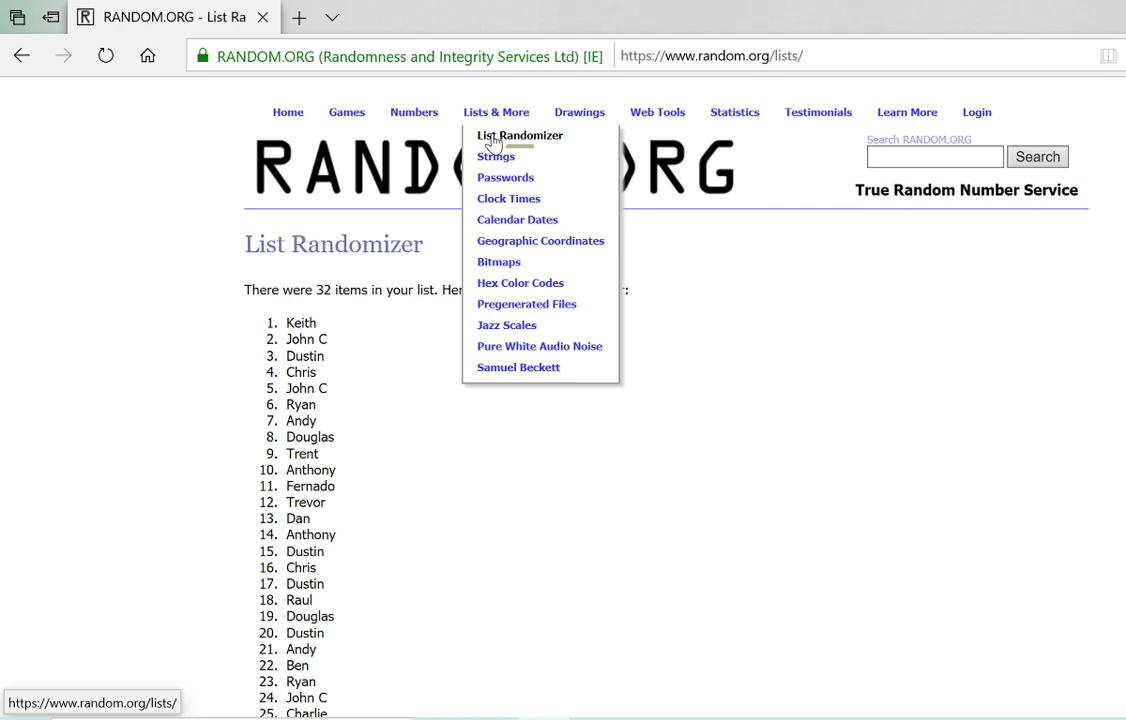 RANDOM.ORG - List Ra
RANDOM.ORG (Randomness and Integrity Services Ltd) [IE] https://www.random.org/lists/
Home Games Numbers Lists & More Drawings Web Tools Statistics Testimonials Learn More Login
List Randomizer
Strings
Passwords
Clock Times
Calendar Dates
Geographic Coordinates
Bitmaps
Hex Color Codes
Pregenerated Files
Jazz Scales
Pure White Audio Noise
Samuel Beckett
RAND RG
Search RANDOM.ORG
Search
True Random Number Service
List Randomizer
There were 32 items in your list. :
1. Keith
2. John C
3. Dustin
4. Chris
5. John C
6. Ryan
7. Andy
8. Douglas
9. Trent
10. Anthony
11. Fernado
12. Trevor
13. Dan
14. Anthony
15. Dustin
16. Chris
17. Dustin
18. Raul
19. Douglas
20. Dustin
21. Andy
22. Ben
23. Ryan
24. John C
25. Charlie
https://www.random.org/lists/